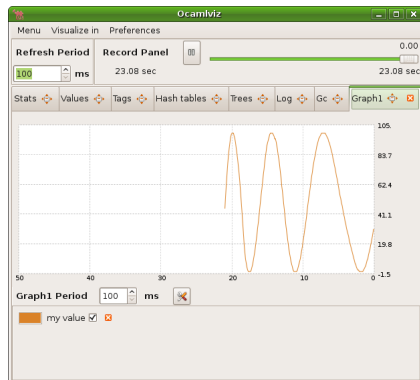 Ocamlviz
Menu Visualize in Preferences
Refresh Period Record Panel 0.00
100 ms 23.08 sec 23.08 sec
Stats Values Tags Hash tables Trees Log Gc Graph1
105.
83.7
62.4
41.1
19.8
-1.5
50 40 30 20 10 0
Graph1 Period 100 ms
my value